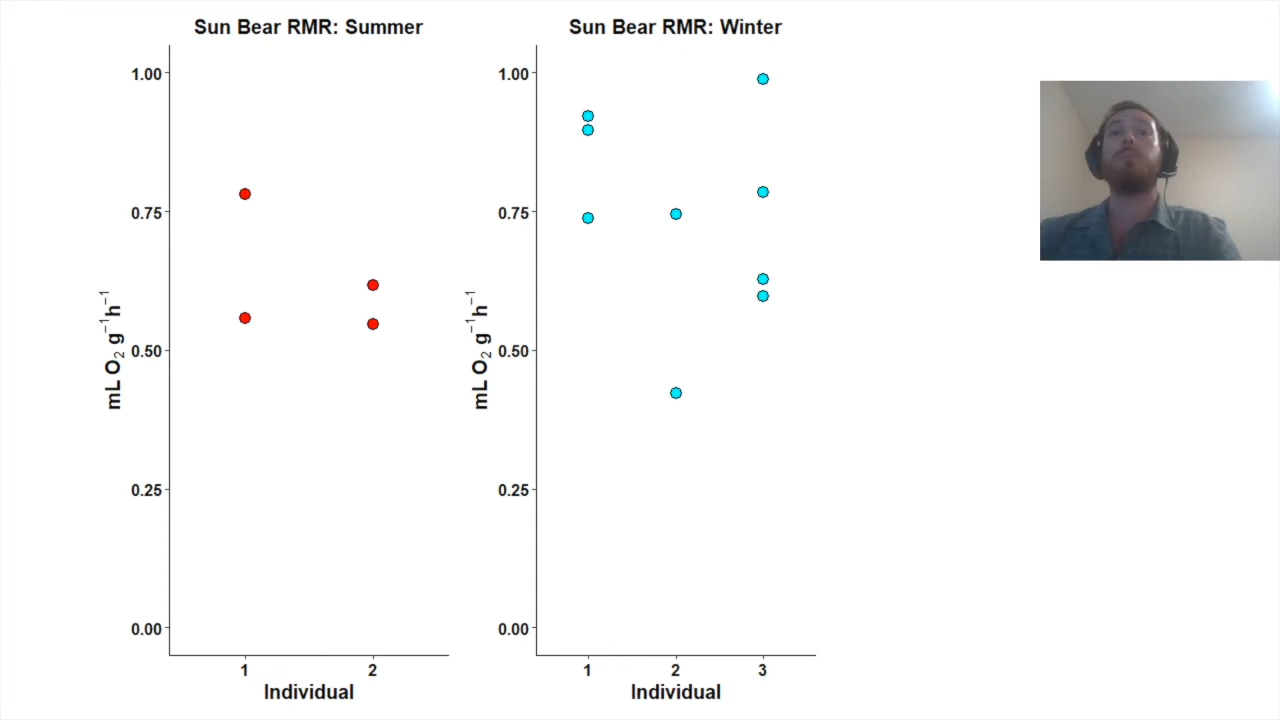 Sun Bear RMR: Summer
1.00
0.75
0.50
0.25
0.00
mL O₂ g⁻¹h⁻¹
1 2
Individual
Sun Bear RMR: Winter
1.00
0.75
0.50
0.25
0.00
mL O₂ g⁻¹h⁻¹
1 2 3
Individual